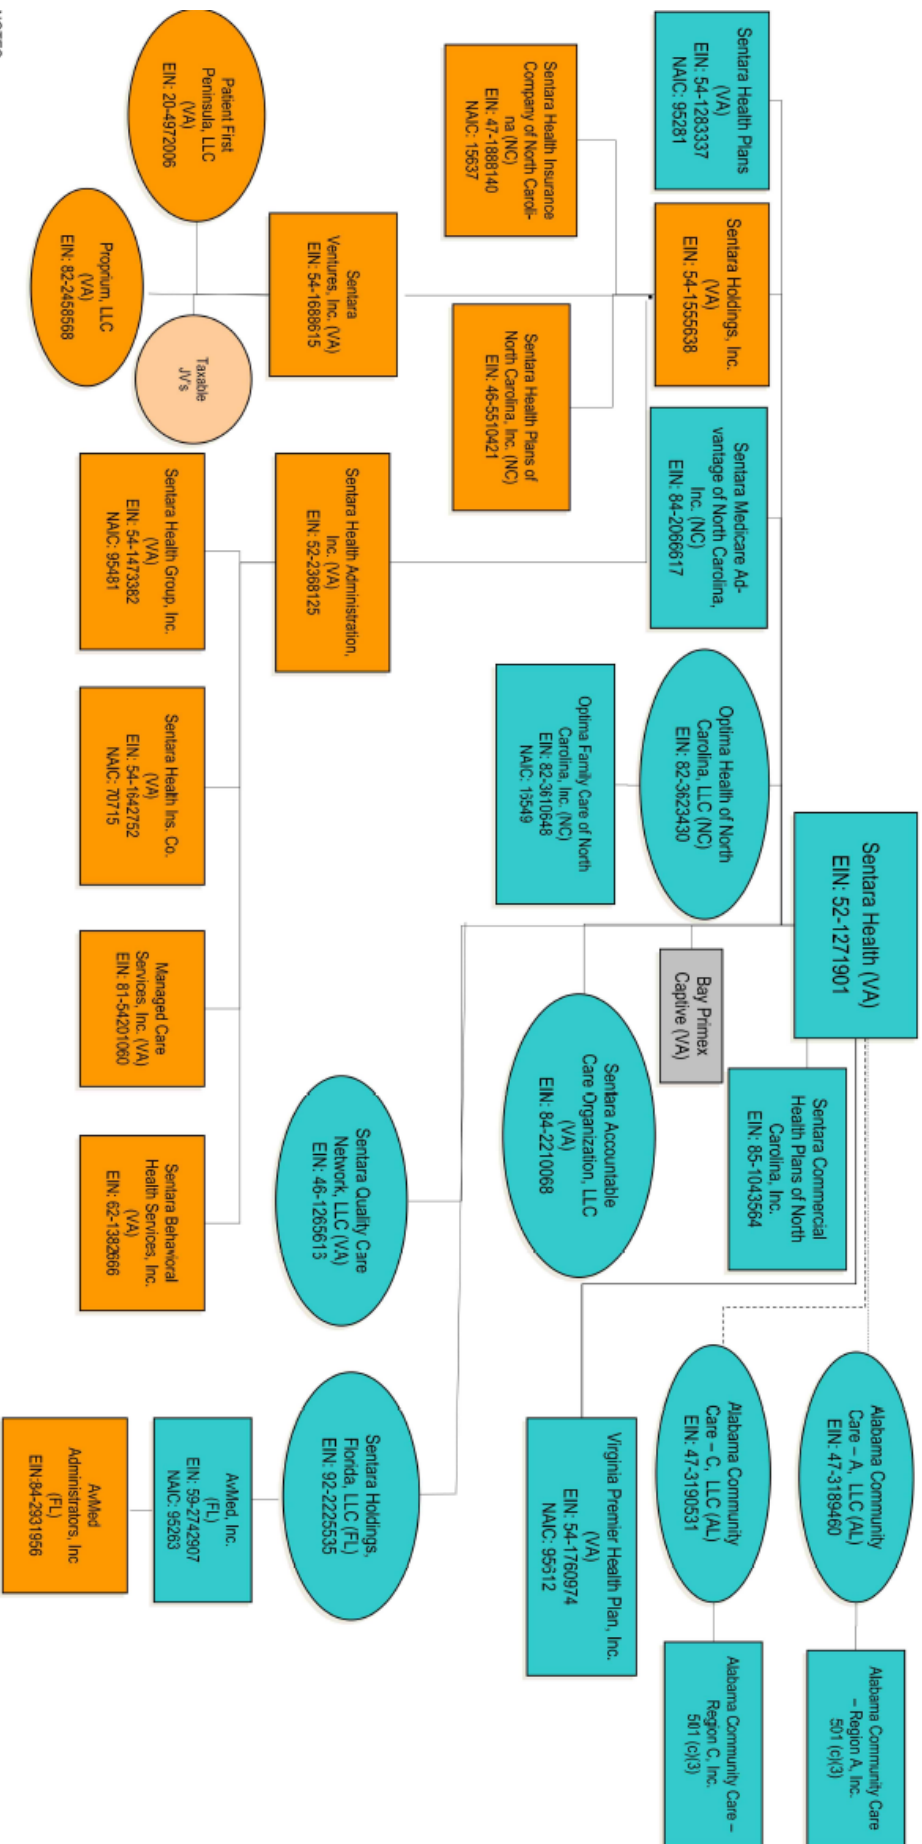 Sentara Health (VA)
EIN: 52-1271901
Sentara Health Plans
(VA)
EIN: 54-1283337
NAIC: 95281
Sentara Holdings, Inc.
(VA)
EIN: 54-1555638
Sentara Medicare Ad-
vantage of North Carolina,
Inc. (NC)
EIN: 84-2066617
Optima Health of North
Carolina, LLC (NC)
EIN: 82-3623430
Bay Primex
Captive (VA)
Sentara Commercial
Health Plans of North
Carolina, Inc.
EIN: 85-1043564
Alabama Community
Care – A, LLC (AL)
EIN: 47-3189460
Alabama Community Care
– Region A, Inc.
501 (c)(3)
Alabama Community
Care – C, LLC (AL)
EIN: 47-3190531
Alabama Community Care –
Region C, Inc.
501 (c)(3)
Sentara Health Insurance
Company of North Caroli-
na (NC)
EIN: 47-1888140
NAIC: 15637
Sentara Health Plans of
North Carolina, Inc. (NC)
EIN: 46-5510421
Optima Family Care of North
Carolina, Inc. (NC)
EIN: 82-3610648
NAIC: 16549
Sentara Accountable
Care Organization, LLC
(VA)
EIN: 84-2210068
Virginia Premier Health Plan, Inc.
(VA)
EIN: 54-1760974
NAIC: 95612
Sentara
Ventures, Inc. (VA)
EIN: 54-1688615
Sentara Health Administration,
Inc. (VA)
EIN: 52-2368125
Sentara Quality Care
Network, LLC (VA)
EIN: 46-1265613
Sentara Holdings,
Florida, LLC (FL)
EIN: 92-2225535
Patient First
Peninsula, LLC
(VA)
EIN: 20-4972006
Taxable
JV's
Proprium, LLC
(VA)
EIN: 82-2458568
Sentara Health Group, Inc.
(VA)
EIN: 54-1473382
NAIC: 95481
Sentara Health Ins. Co.
(VA)
EIN: 54-1642752
NAIC: 70715
Managed Care
Services, Inc. (VA)
EIN: 81-54201060
Sentara Behavioral
Health Services, Inc.
(VA)
EIN: 62-1382666
AvMed, Inc.
(FL)
EIN: 59-2742907
NAIC: 95263
AvMed
Administrators, Inc
(FL)
EIN:84-2931956